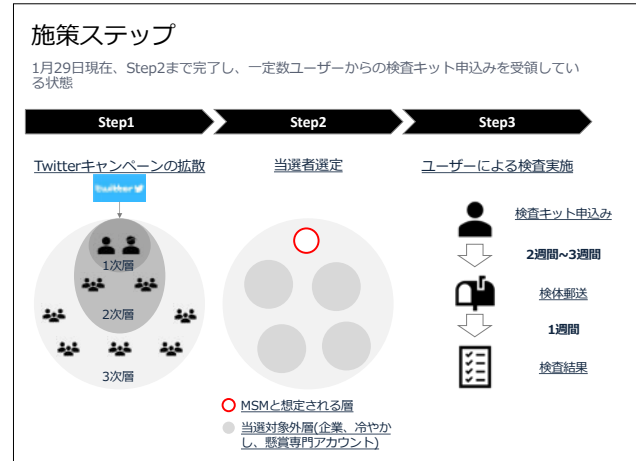 施策ステップ
1月29日現在、Step2まで完了し、一定数ユーザーからの検査キット申込みを受領してい
る状態
Step1
Step2
Step3
Twitterキャンペーンの拡散
当選者選定
ユーザーによる検査実施
twitter
1次層
2次層
3次層
MSMと想定される層
当選対象外層(企業、冷やか
し、懸賞専門アカウント)
検査キット申込み
2週間~3週間
検体郵送
1週間
検査結果